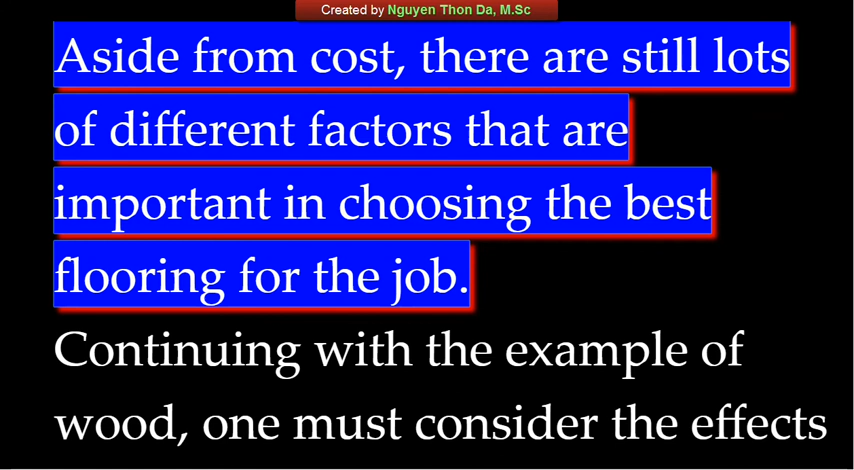 Created by Nguyen Thon Da, M.Sc
Aside from cost, there are still lots
of different factors that are
important in choosing the best
flooring for the job.
Continuing with the example of
wood, one must consider the effects